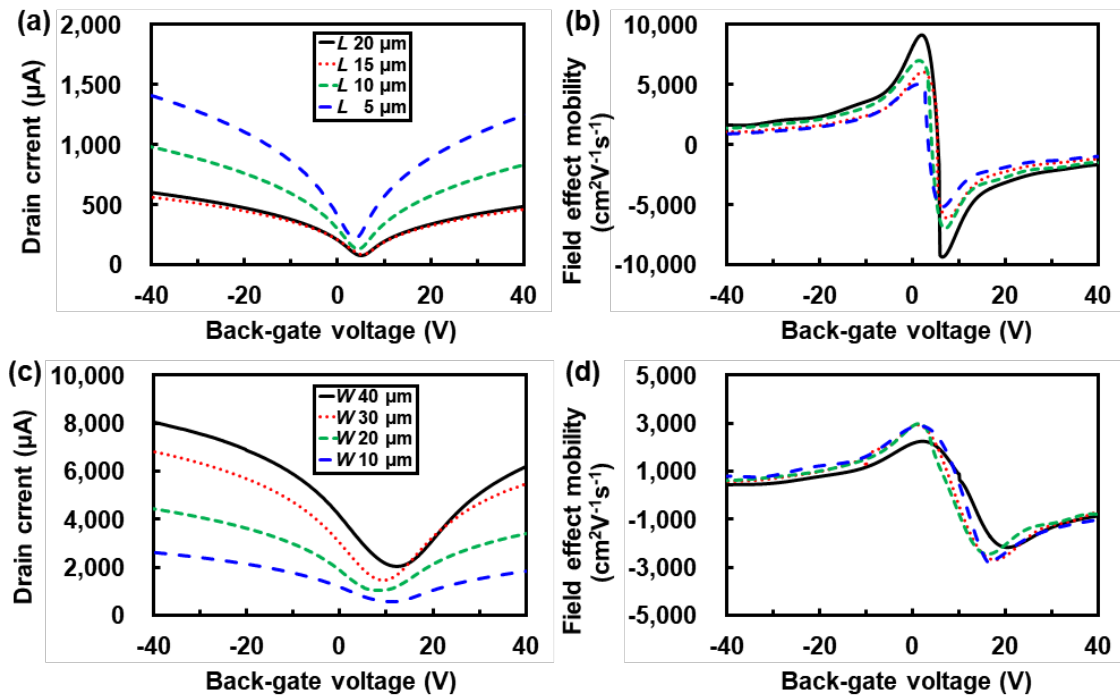 (a)
2,000
1,500
1,000
500
0
Drain crrent (µA)
L 20 µm
L 15 µm
L 10 µm
L 5 µm
-40 -20 0 20 40
Back-gate voltage (V)
(b)
10,000
5,000
0
-5,000
-10,000
Field effect mobility
(cm2V-1s-1)
-40 -20 0 20 40
Back-gate voltage (V)
(c)
10,000
8,000
6,000
4,000
2,000
0
Drain crrent (µA)
W 40 µm
W 30 µm
W 20 µm
W 10 µm
-40 -20 0 20 40
Back-gate voltage (V)
(d)
5,000
3,000
1,000
-1,000
-3,000
-5,000
Field effect mobility
(cm2V-1s-1)
-40 -20 0 20 40
Back-gate voltage (V)